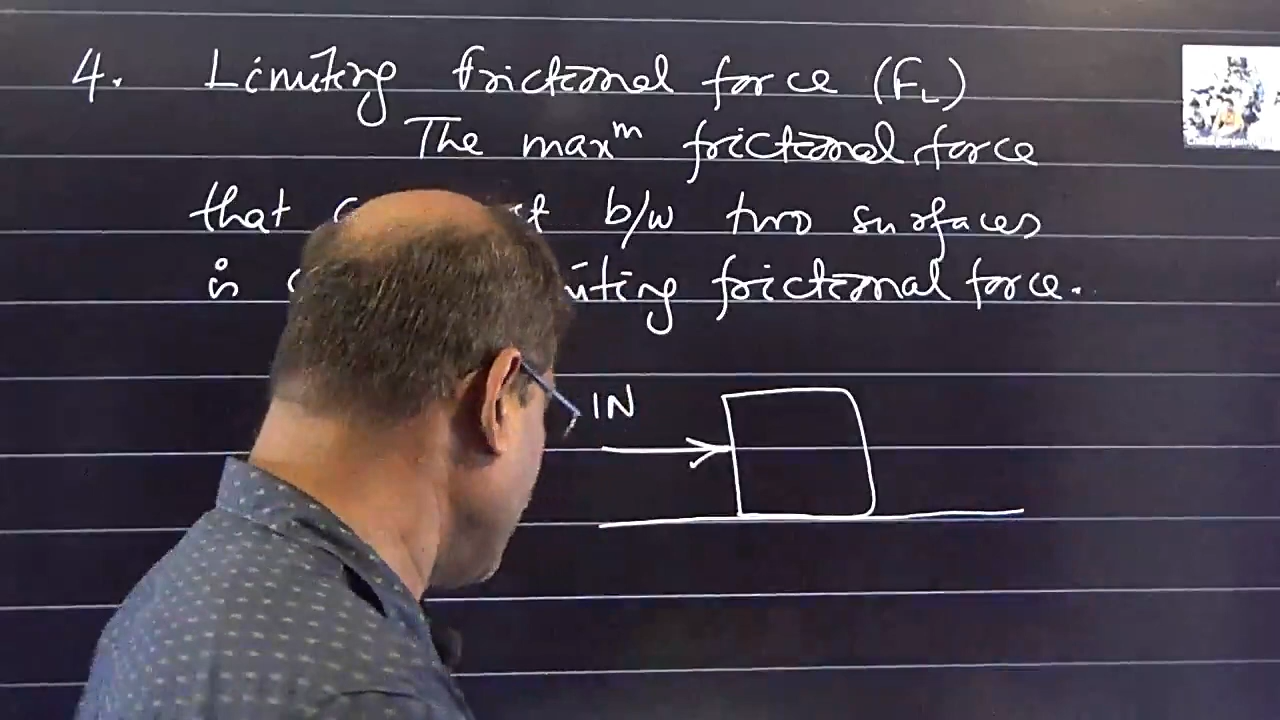 4. Limiting frictional force (FL)
The maxm frictional force
that b/w two surfaces
is frictional force.
1N